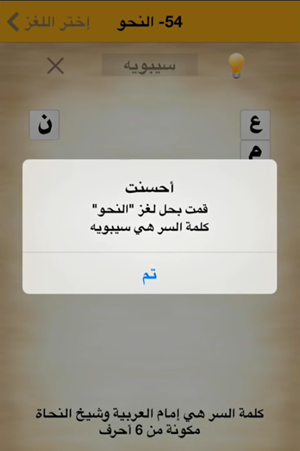 إختر اللغز
54- النحو
سيبويه
ع
ن
م
أحسنت
قمت بحل لغز "النحو"
كلمة السر هي سيبويه
تم
كلمة السر هي إمام العربية وشيخ النحاة
مكونة من 6 أحرف